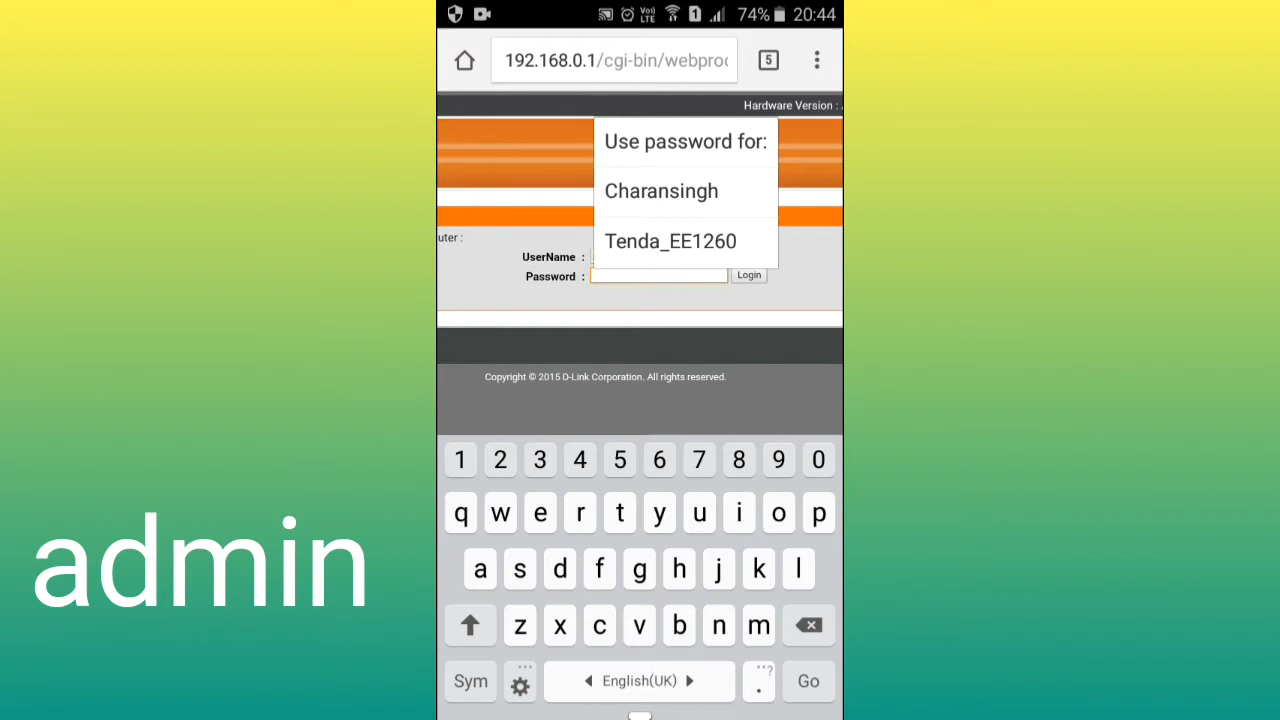 74% 20:44
192.168.0.1/cgi-bin/webproc
5
Hardware Version :
Use password for:
Charansingh
Tenda_EE1260
uter :
UserName :
Password : Login
Copyright © 2015 D-Link Corporation. All rights reserved.
admin
1 2 3 4 5 6 7 8 9 0
q w e r t y u i o p
a s d f g h j k l
z x c v b n m
Sym English(UK) . Go